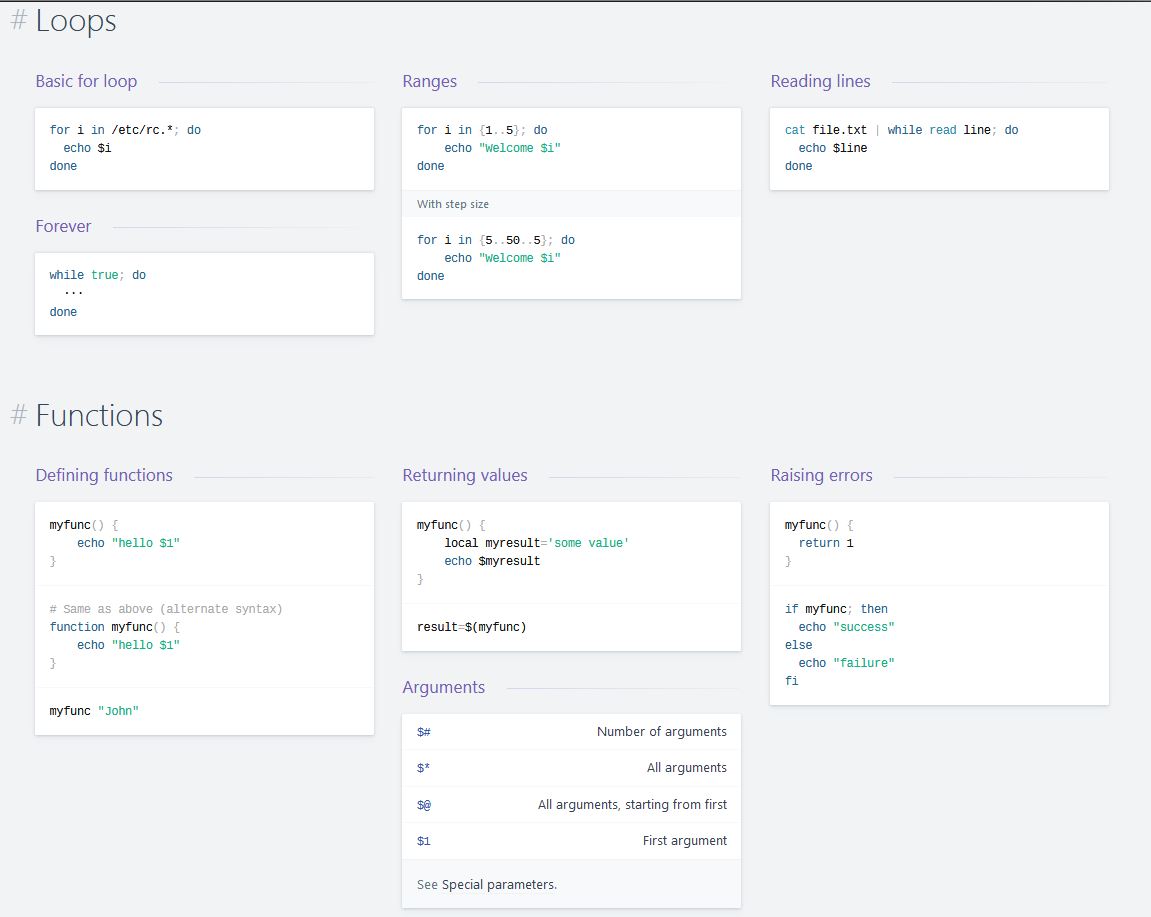 # Loops
Basic for loop
for i in /etc/rc.*; do
  echo $i
done
Forever
while true; do
  ...
done
Ranges
for i in {1..5}; do
    echo "Welcome $i"
done
With step size
for i in {5..50..5}; do
    echo "Welcome $i"
done
Reading lines
cat file.txt | while read line; do
  echo $line
done
# Functions
Defining functions
myfunc() {
    echo "hello $1"
}
# Same as above (alternate syntax)
function myfunc() {
    echo "hello $1"
}
myfunc "John"
Returning values
myfunc() {
    local myresult='some value'
    echo $myresult
}
result=$(myfunc)
Arguments
$# Number of arguments
$* All arguments
$@ All arguments, starting from first
$1 First argument
See Special parameters.
Raising errors
myfunc() {
  return 1
}
if myfunc; then
  echo "success"
else
  echo "failure"
fi